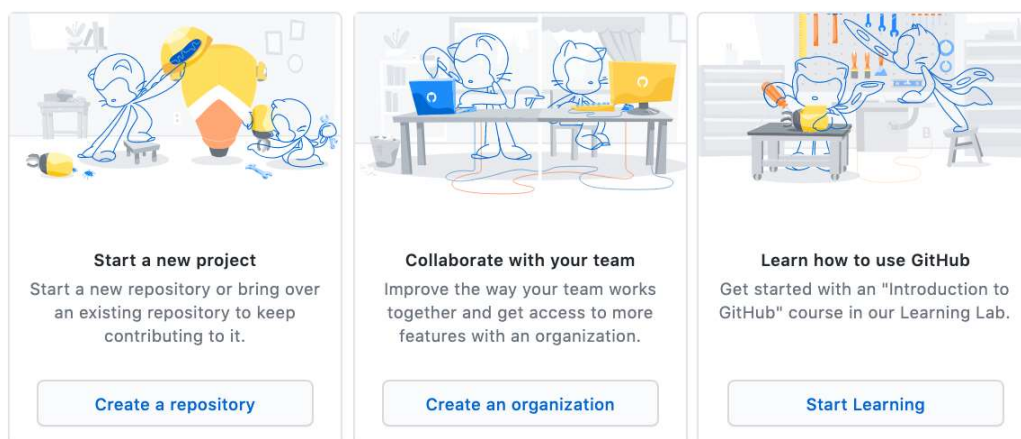 Start a new project
Start a new repository or bring over
an existing repository to keep
contributing to it.
Create a repository
Collaborate with your team
Improve the way your team works
together and get access to more
features with an organization.
Create an organization
Learn how to use GitHub
Get started with an "Introduction to
GitHub" course in our Learning Lab.
Start Learning